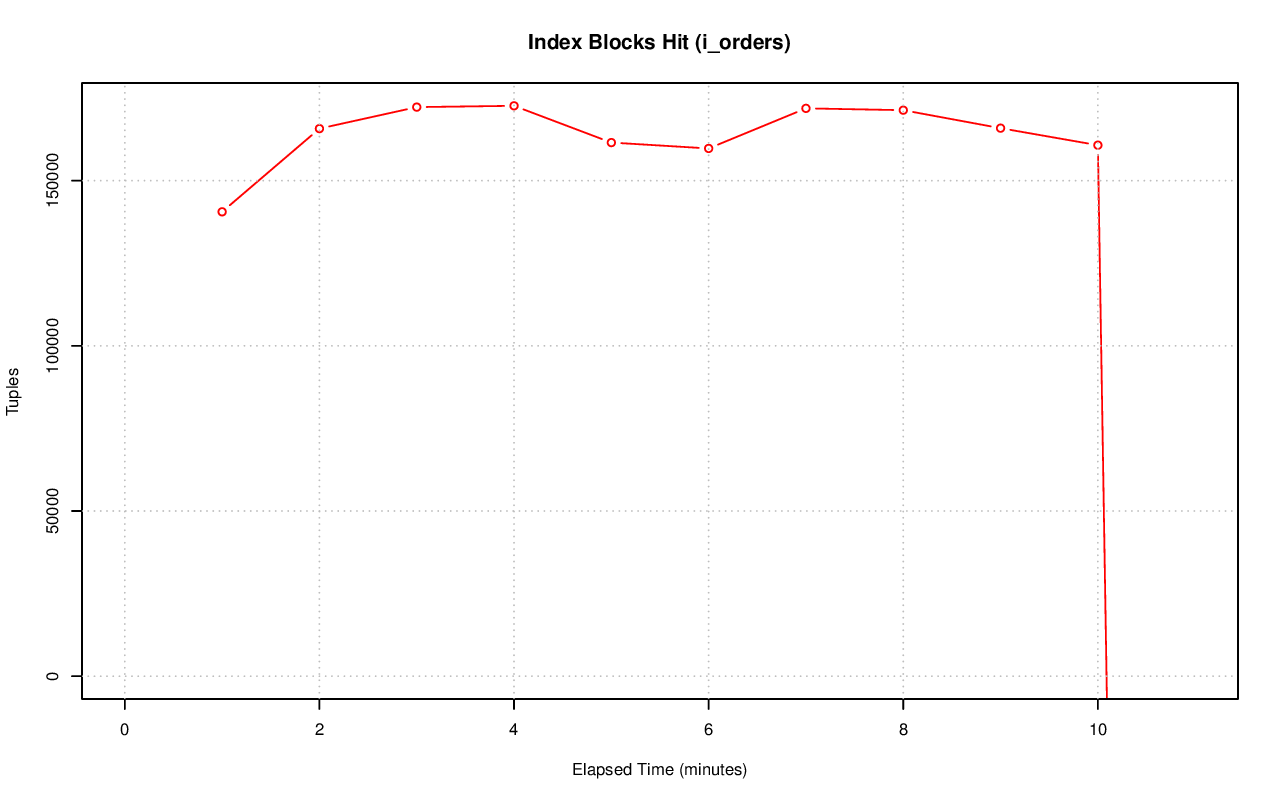 Index Blocks Hit (i_orders)
Tuples
150000
100000
50000
0
0 2 4 6 8 10
Elapsed Time (minutes)